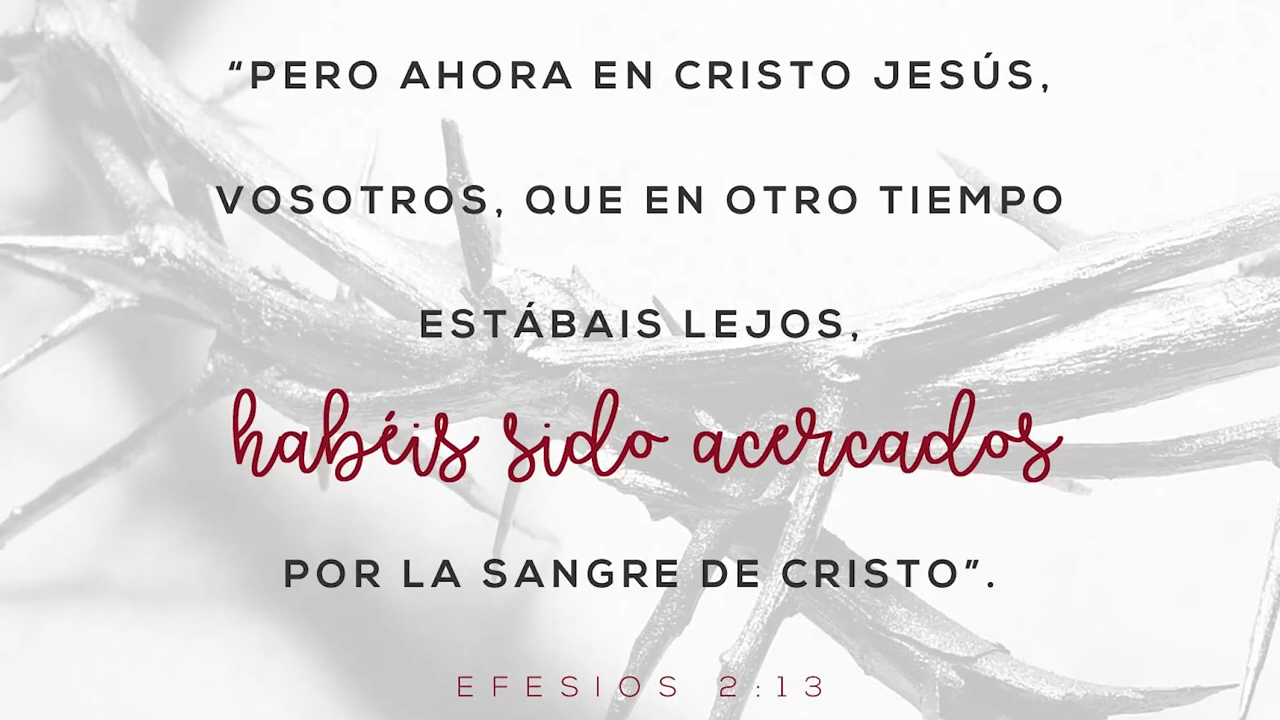 “PERO AHORA EN CRISTO JESÚS,
VOSOTROS, QUE EN OTRO TIEMPO
ESTÁBAIS LEJOS,
habéis sido acercados
POR LA SANGRE DE CRISTO”.
EFESIOS 2:13